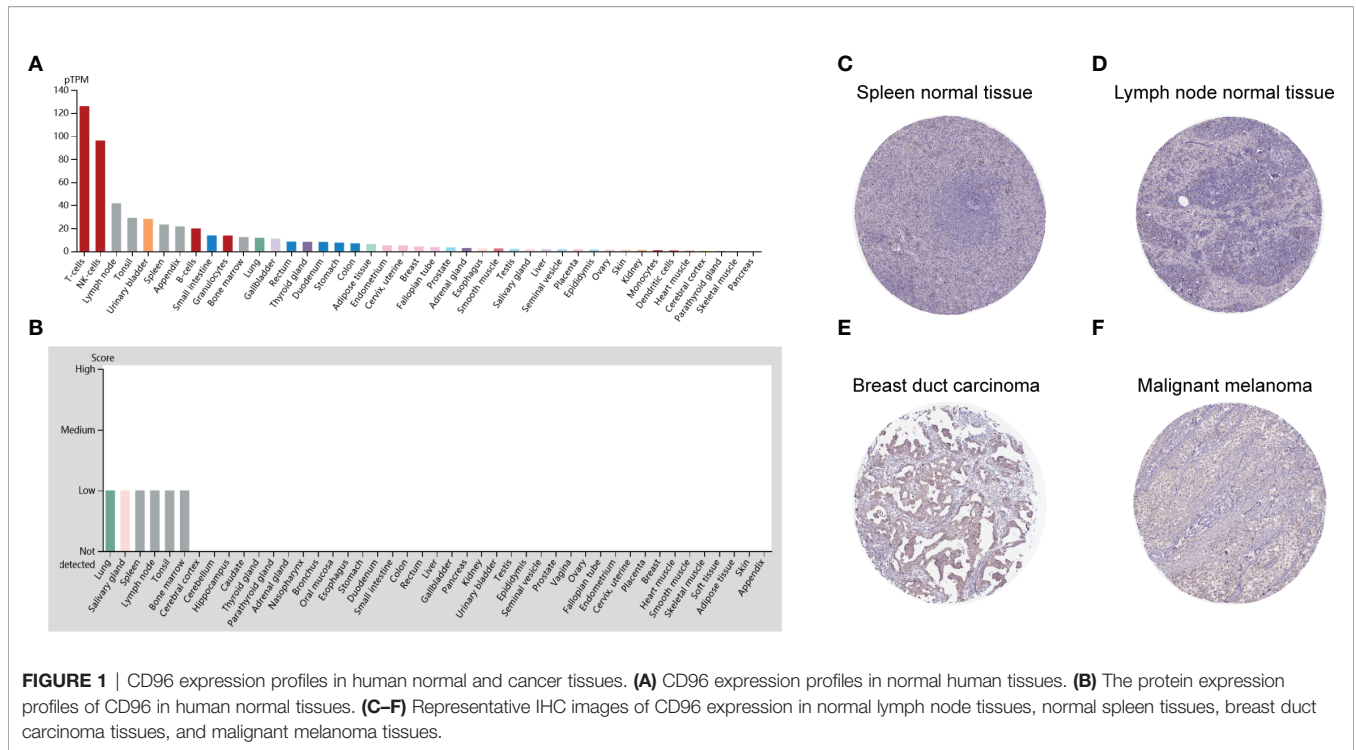 A
pTPM
140
120
100
80
60
40
20
0
T-cells
NK-cells
Lymph node
Tonsil
Urinary bladder
Spleen
Appendix
B-cells
Small intestine
Granulocytes
Bone marrow
Lung
Gallbladder
Rectum
Thyroid gland
Duodenum
Stomach
Colon
Adipose tissue
Endometrium
Cervix, uterine
Breast
Fallopian tube
Prostate
Adrenal gland
Esophagus
Smooth muscle
Testis
Salivary gland
Liver
Seminal vesicle
Placenta
Epididymis
Ovary
Skin
Kidney
Monocytes
Dendritic cells
Heart muscle
Cerebral cortex
Parathyroid gland
Skeletal muscle
Pancreas
B
Score
High
Medium
Low
Not
detected
Lung
Salivary gland
Spleen
Lymph node
Tonsil
Bone marrow
Cerebral cortex
Cerebellum
Hippocampus
Caudate
Thyroid gland
Parathyroid gland
Adrenal gland
Nasopharynx
Bronchus
Oral mucosa
Esophagus
Stomach
Duodenum
Small intestine
Colon
Rectum
Liver
Gallbladder
Pancreas
Kidney
Urinary bladder
Testis
Epididymis
Seminal vesicle
Prostate
Vagina
Ovary
Fallopian tube
Endometrium
Cervix, uterine
Placenta
Breast
Heart muscle
Smooth muscle
Skeletal muscle
Soft tissue
Adipose tissue
Skin
Appendix
C
Spleen normal tissue
D
Lymph node normal tissue
E
Breast duct carcinoma
F
Malignant melanoma
FIGURE 1 | CD96 expression profiles in human normal and cancer tissues. (A) CD96 expression profiles in normal human tissues. (B) The protein expression
profiles of CD96 in human normal tissues. (C–F) Representative IHC images of CD96 expression in normal lymph node tissues, normal spleen tissues, breast duct
carcinoma tissues, and malignant melanoma tissues.